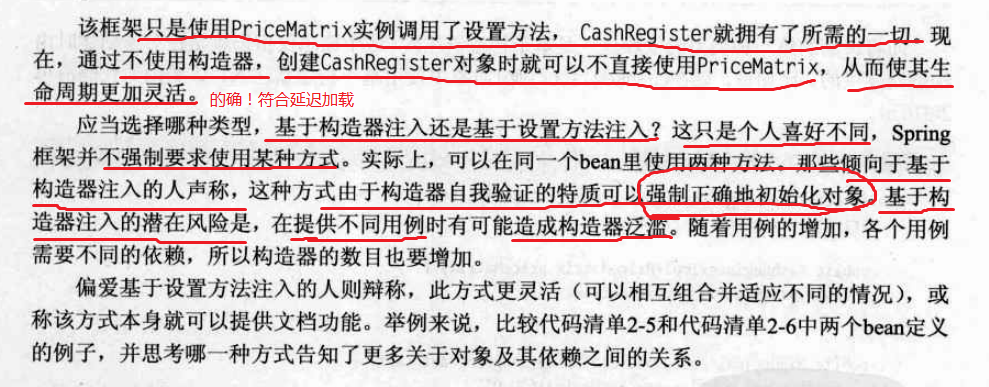 该框架只是使用PriceMatrix实例调用了设置方法， CashRegister就拥有了所需的一切。现
在，通过不使用构造器，创建CashRegister对象时就可以不直接使用PriceMatrix，从而使其生
命周期更加灵活。的确！符合延迟加载
应当选择哪种类型，基于构造器注入还是基于设置方法注入？这只是个人喜好不同，Spring
框架并不强制要求使用某种方式。实际上，可以在同一个bean里使用两种方法。那些倾向于基于
构造器注入的人声称，这种方式由于构造器自我验证的特质可以强制正确地初始化对象。基于构
造器注入的潜在风险是，在提供不同用例时有可能造成构造器泛滥。随着用例的增加，各个用例
需要不同的依赖，所以构造器的数目也要增加。
偏爱基于设置方法注入的人则辩称，此方式更灵活（可以相互组合并适应不同的情况），或
称该方式本身就可以提供文档功能。举例来说，比较代码清单2-5和代码清单2-6中两个bean定义
的例子，并思考哪一种方式告知了更多关于对象及其依赖之间的关系。